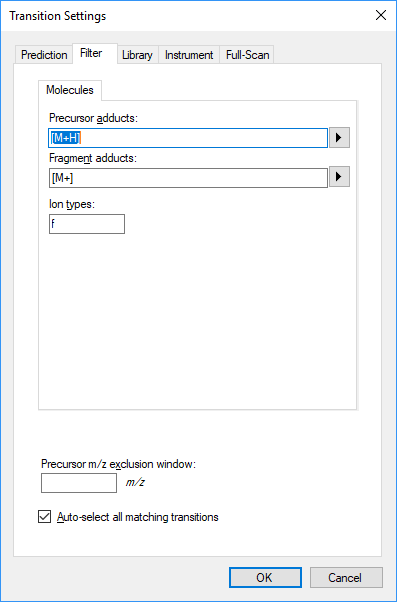 Transition Settings
Prediction Filter Library Instrument Full-Scan
Molecules
Precursor adducts:
[M+H]
Fragment adducts:
[M+]
Ion types:
f
Precursor m/z exclusion window:
m/z
Auto-select all matching transitions
OK Cancel